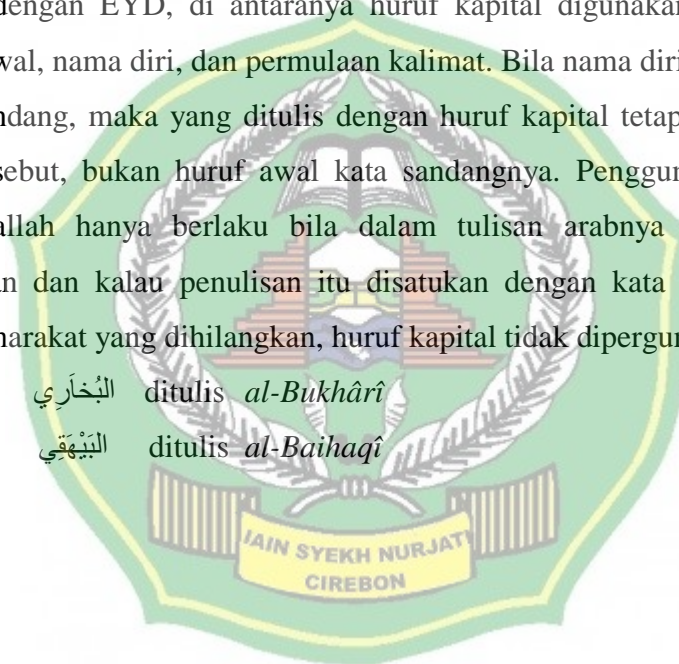 dengan EYD, di antaranya huruf kapital digunakan
wal, nama diri, dan permulaan kalimat. Bila nama diri
ndang, maka yang ditulis dengan huruf kapital tetap
sebut, bukan huruf awal kata sandangnya. Penggun
allah hanya berlaku bila dalam tulisan arabnya
an dan kalau penulisan itu disatukan dengan kata
harakat yang dihilangkan, huruf kapital tidak dipergun
البُخاَرِي ditulis al-Bukhârî
البَيْهَقِي ditulis al-Baihaqî
IAIN SYEKH NURJATI
CIREBON